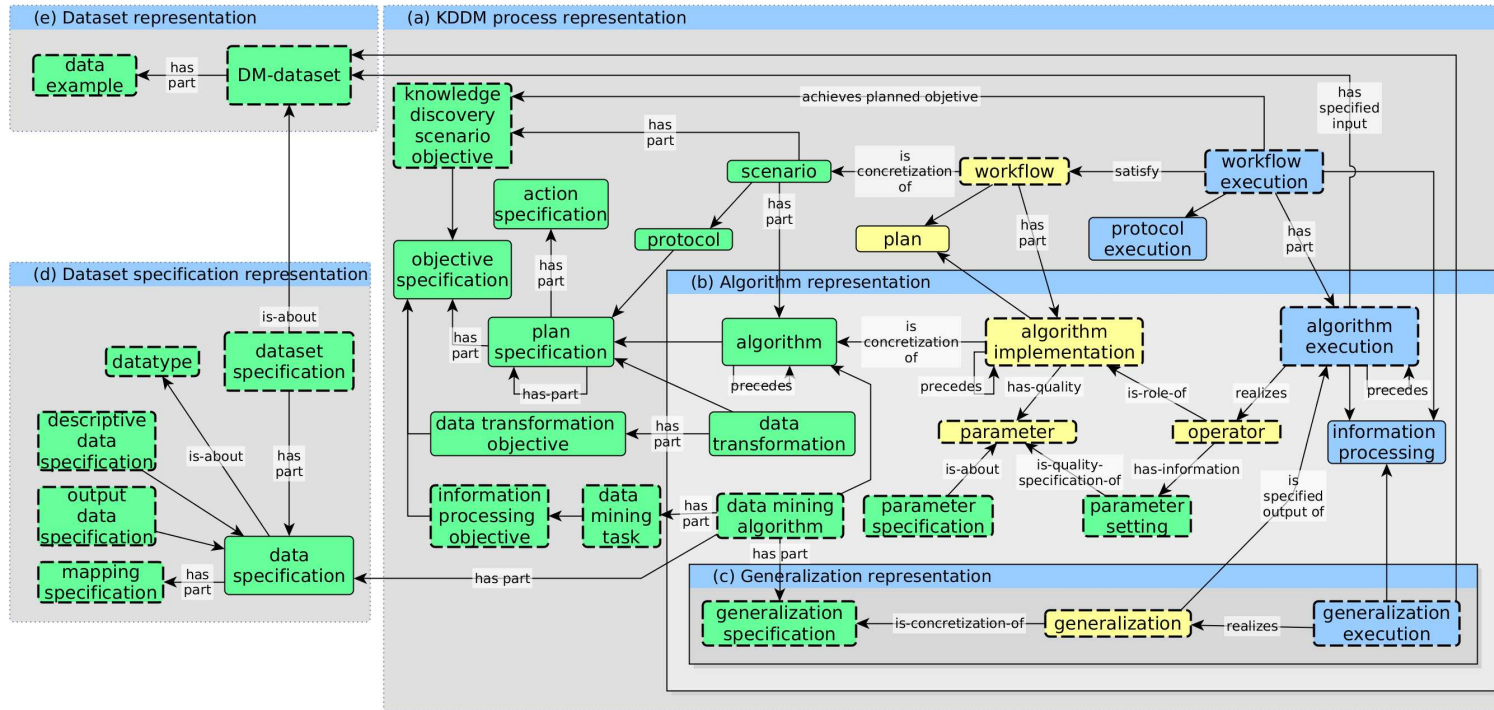 (e) Dataset representation
(a) KDDM process representation
data
example
has
part
DM-dataset
knowledge
discovery
scenario
objective
achieves planned objetive
has
specified
input
has
part
scenario
is
concretization
of
workflow
satisfy
workflow
execution
action
specification
has
part
has
part
has
part
protocol
plan
protocol
execution
objective
specification
has
part
(d) Dataset specification representation
(b) Algorithm representation
is-about
datatype
dataset
specification
has
part
plan
specification
has-part
algorithm
precedes
is
concretization
of
algorithm
implementation
precedes
has-quality
algorithm
execution
precedes
is-role-of
realizes
descriptive
data
specification
is-about
has
part
data transformation
objective
has
part
data
transformation
parameter
operator
information
processing
is-about
is-quality-
specification-of
has-information
output
data
specification
information
processing
objective
data
mining
task
has
part
data mining
algorithm
parameter
specification
parameter
setting
is
specified
output of
data
specification
has part
has part
mapping
specification
has
part
(c) Generalization representation
generalization
specification
is-concretization-of
generalization
realizes
generalization
execution